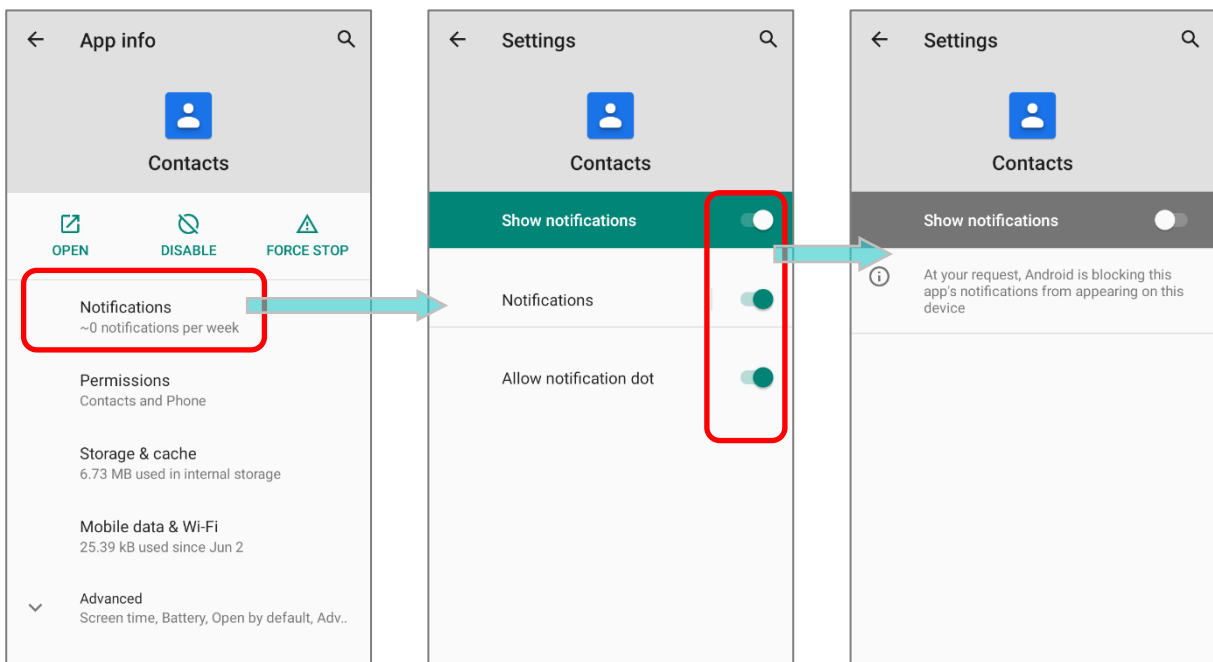 App info
Contacts
OPEN DISABLE FORCE STOP
Notifications
~0 notifications per week
Permissions
Contacts and Phone
Storage & cache
6.73 MB used in internal storage
Mobile data & Wi-Fi
25.39 kB used since Jun 2
Advanced
Screen time, Battery, Open by default, Adv..
Settings
Contacts
Show notifications
Notifications
Allow notification dot
Settings
Contacts
Show notifications
At your request, Android is blocking this
app's notifications from appearing on this
device